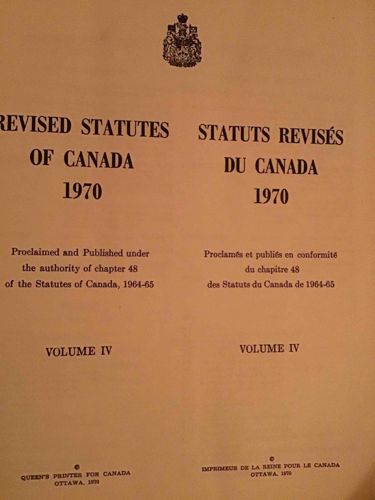 REVISED STATUTES
OF CANADA
1970
Proclaimed and Published under
the authority of chapter 48
of the Statutes of Canada, 1964-65
VOLUME IV
©
QUEEN'S PRINTER FOR CANADA
OTTAWA, 1970
STATUTS REVISÉS
DU CANADA
1970
Proclamés et publiés en conformité
du chapitre 48
des Statuts du Canada de 1964-65
VOLUME IV
©
IMPRIMEUR DE LA REINE POUR LE CANADA
OTTAWA, 1970